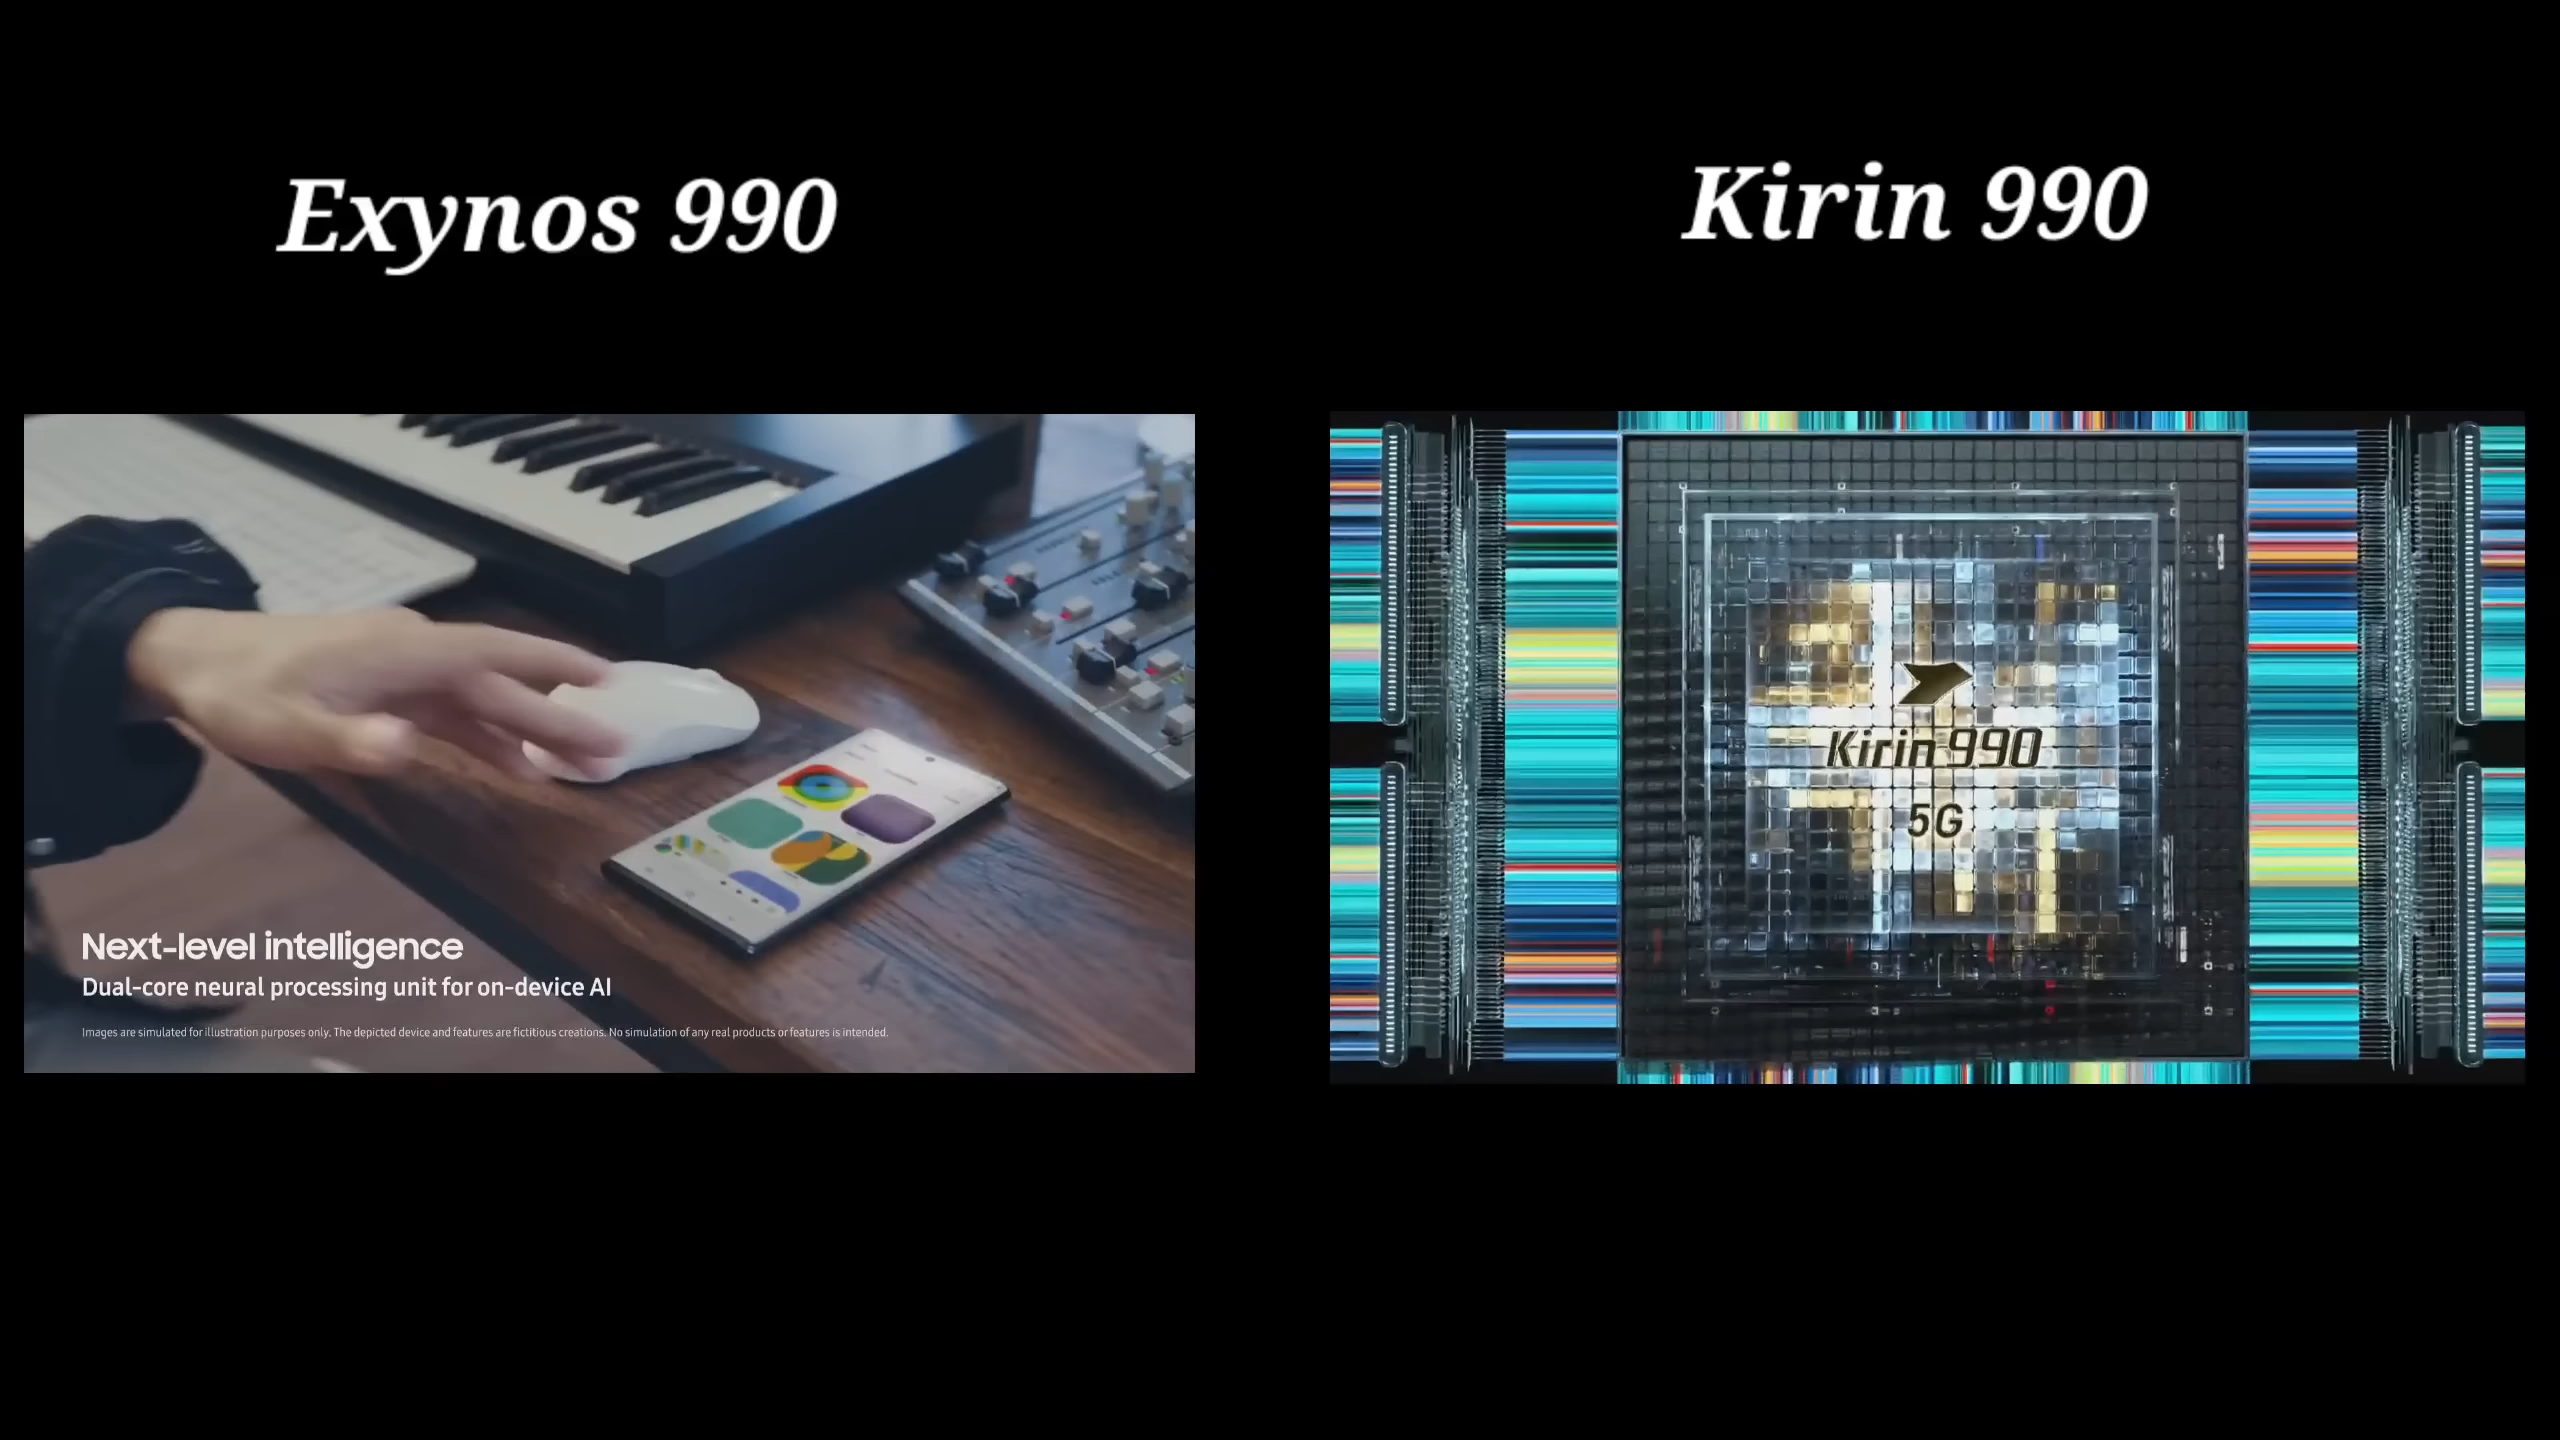 Exynos 990
Kirin 990
Next-level intelligence
Dual-core neural processing unit for on-device AI
Images are simulated for illustration purposes only. The depicted device and features are fictitious creations. No simulation of any real products or features is intended.
Kirin 990
5G